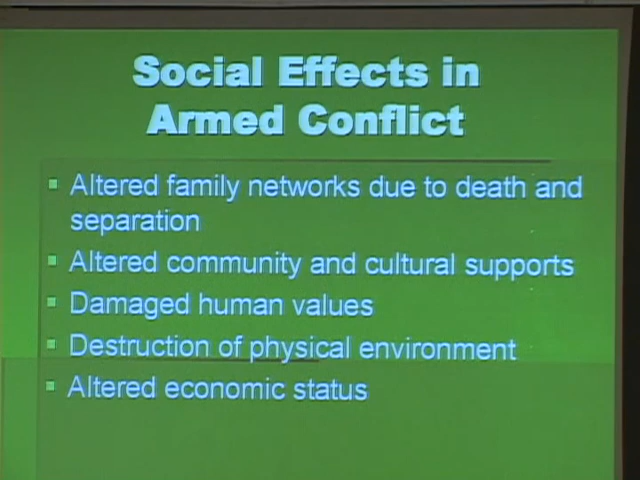 Social Effects in
Armed Conflict
Altered family networks due to death and
separation
Altered community and cultural supports
Damaged human values
Destruction of physical environment
Altered economic status